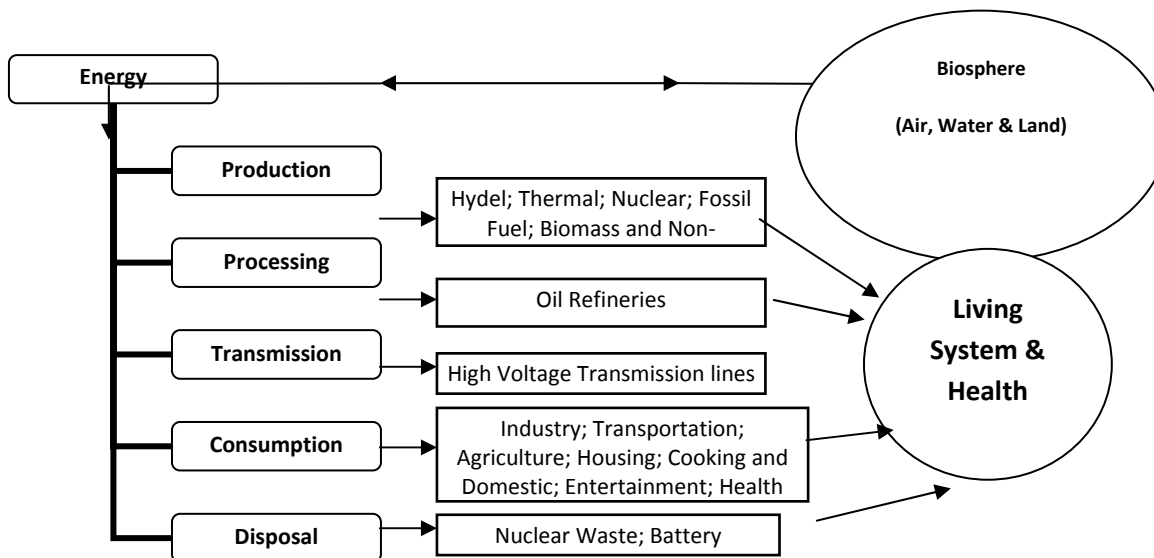 Energy
Biosphere
(Air, Water & Land)
Production
Hydel; Thermal; Nuclear; Fossil
Fuel; Biomass and Non-
Processing
Oil Refineries
Living
System &
Health
Transmission
High Voltage Transmission lines
Consumption
Industry; Transportation;
Agriculture; Housing; Cooking and
Domestic; Entertainment; Health
Disposal
Nuclear Waste; Battery